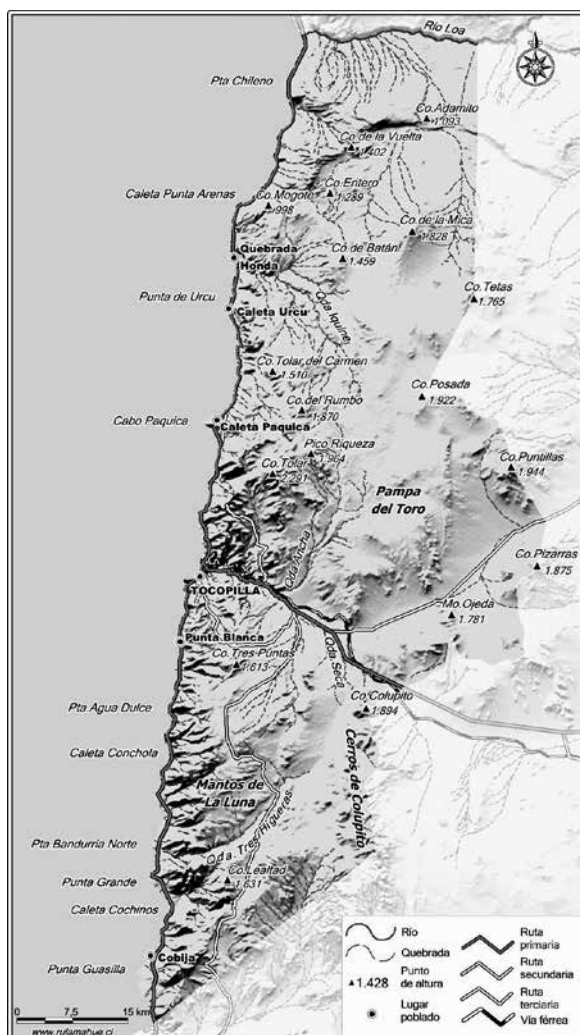 Río Loa
Pta Chileno
Co. Adamito
1.093
Co. de la Vuelta
1.402
Co. Entero
1.289
Caleta Punta Arenas
Co. Mogote
998
Co. de la Mica
1.828
Quebrada
Honda
Co. de Batáni
1.459
Co. Tetas
1.765
Punta de Urcu
Caleta Urcu
Qda Iquine
Co. Tolar del Carmen
1.510
Co. Posada
1.922
Co. del Rumbo
1.870
Cabo Paquica
Caleta Paquica
Pico Riqueza
1.964
Co. Tolar
2.291
Co. Puntillas
1.944
Pampa
del Toro
Qda Ancha
Co. Pizarras
1.875
TOCOPILLA
Mo. Ojeda
1.781
Punta Blanca
Co. Tres Puntas
1.613
Qda Seca
Co. Colupito
1.894
Pta Agua Dulce
Caleta Conchola
Cerros de Colupito
Mantos de
La Luna
Pta Bandurria Norte
Qda. Tres Higueras
Punta Grande
Co. Lealtad
1.631
Caleta Cochinos
Cobija
Punta Guasilla
Río
Quebrada
1.428
Punto
de altura
Lugar
poblado
Ruta
primaria
Ruta
secundaria
Ruta
terciaria
Vía férrea
0 7,5 15 km
www.rulamahue.cl